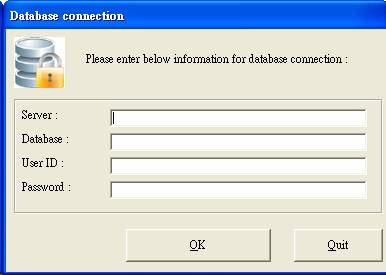 Database connection
Please enter below information for database connection :
Server :
Database :
User ID :
Password :
OK
Quit